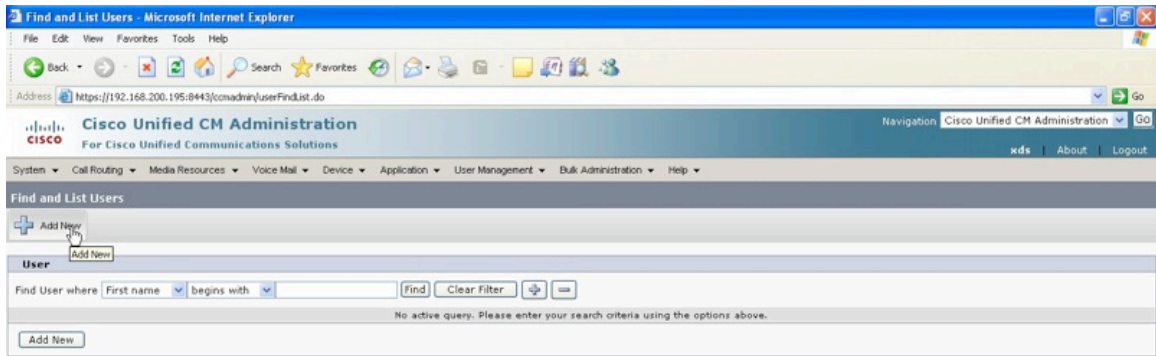 Find and List Users - Microsoft Internet Explorer
File Edit View Favorites Tools Help
Back Search Favorites
Address https://192.168.200.195:8443/ccmadmin/userFindList.do Go
CISCO
Cisco Unified CM Administration
For Cisco Unified Communications Solutions
Navigation Cisco Unified CM Administration Go
xds | About | Logout
System Call Routing Media Resources Voice Mail Device Application User Management Bulk Administration Help
Find and List Users
Add New
Add New
User
Find User where First name begins with Find Clear Filter
No active query. Please enter your search criteria using the options above.
Add New